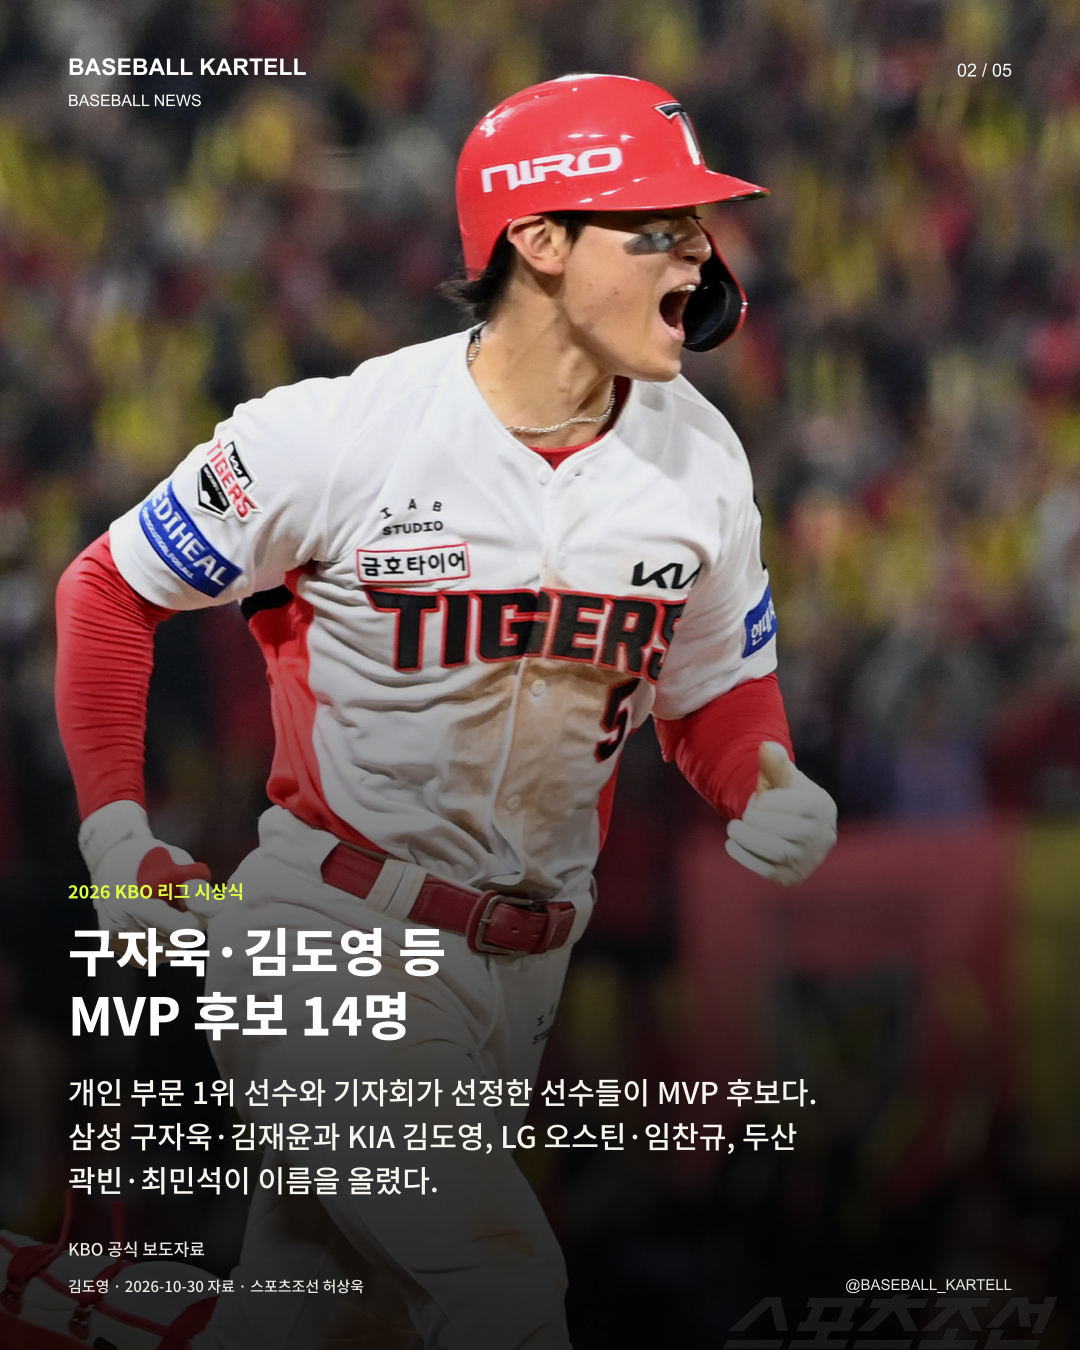 BASEBALL KARTELL
02 / 05
BASEBALL NEWS
NIRO
T
TIGERS
EDIHEAL
I A B
STUDIO
금호타이어
KIA
TIGERS
5
현대
2026 KBO 리그 시상식
구자욱·김도영 등
MVP 후보 14명
개인 부문 1위 선수와 기자회가 선정한 선수들이 MVP 후보다.
삼성 구자욱·김재윤과 KIA 김도영, LG 오스틴·임찬규, 두산
곽빈·최민석이 이름을 올렸다.
KBO 공식 보도자료
김도영 · 2026-10-30 자료 · 스포츠조선 허상욱
@BASEBALL_KARTELL
스포츠조선